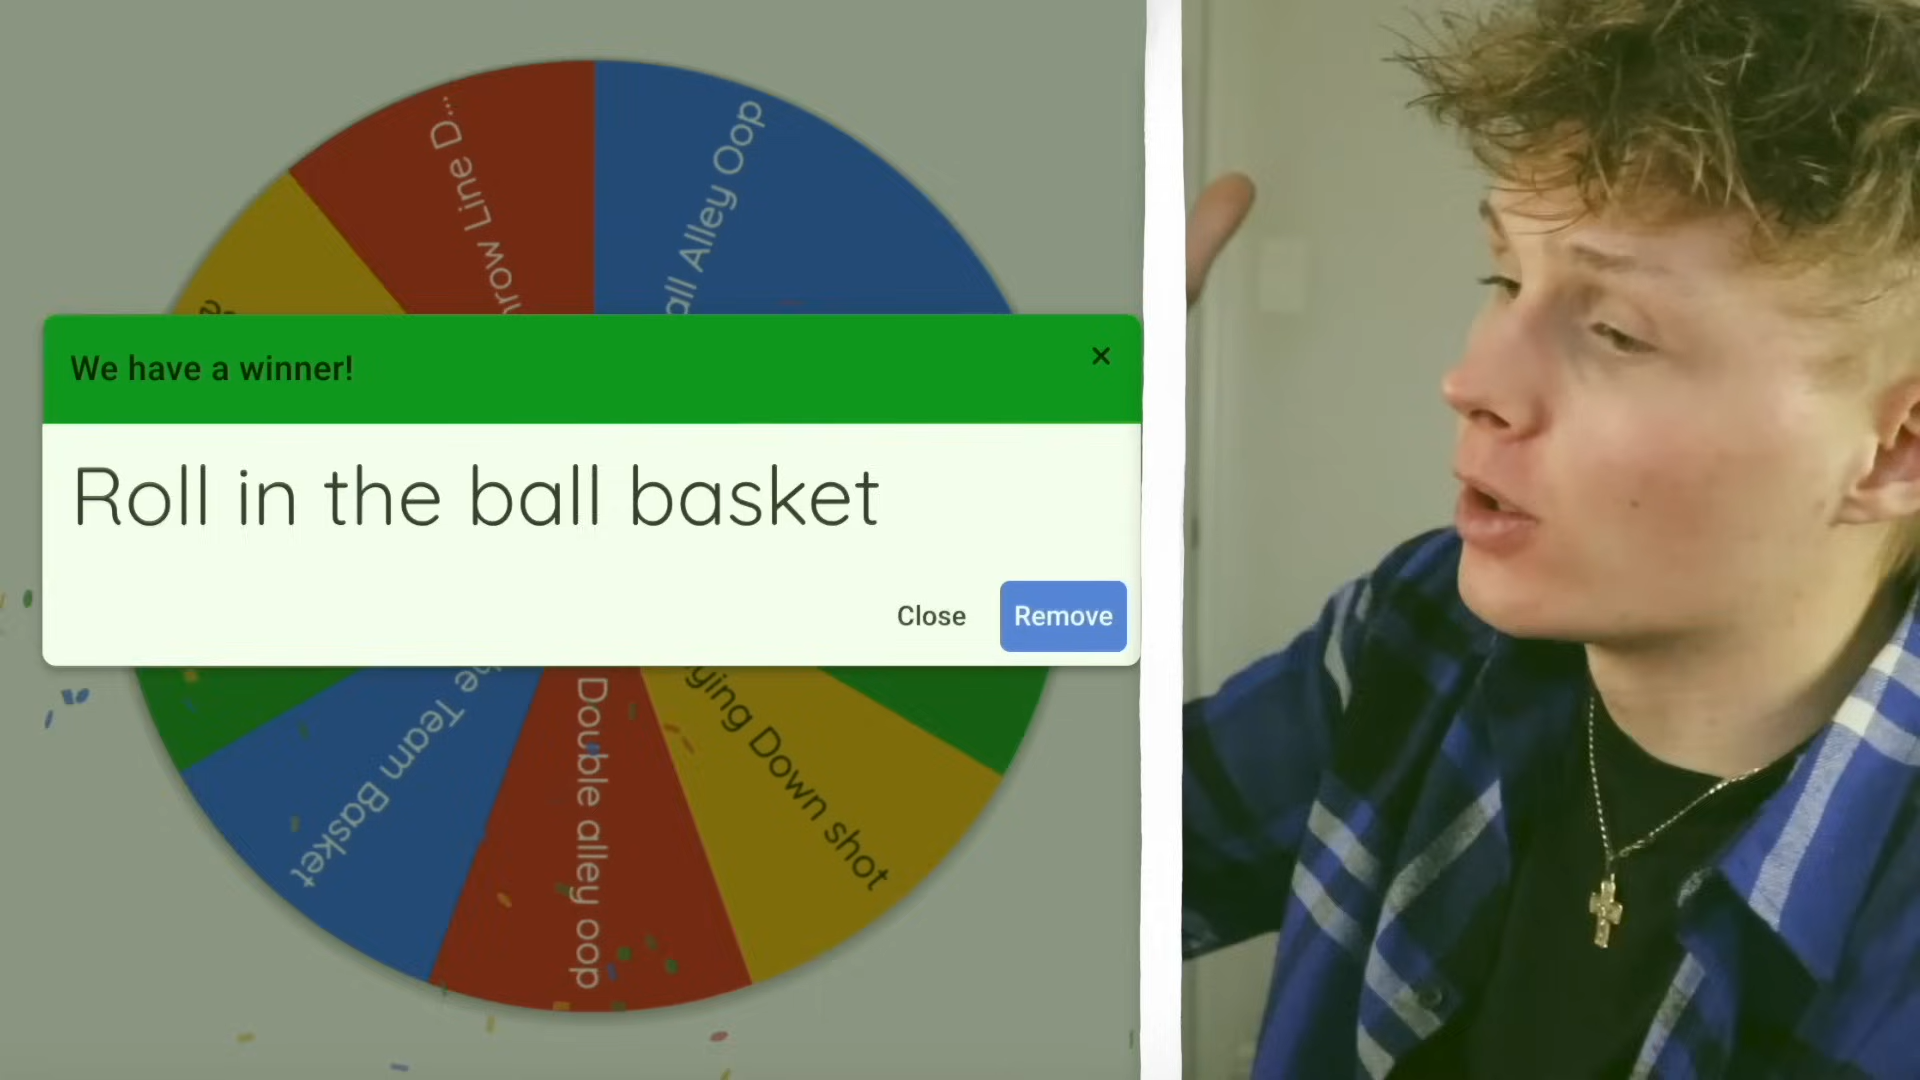 row Line D...
all Alley Oop
We have a winner!
Roll in the ball basket
Close
Remove
Team Basket
Double alley oop
ying Down shot